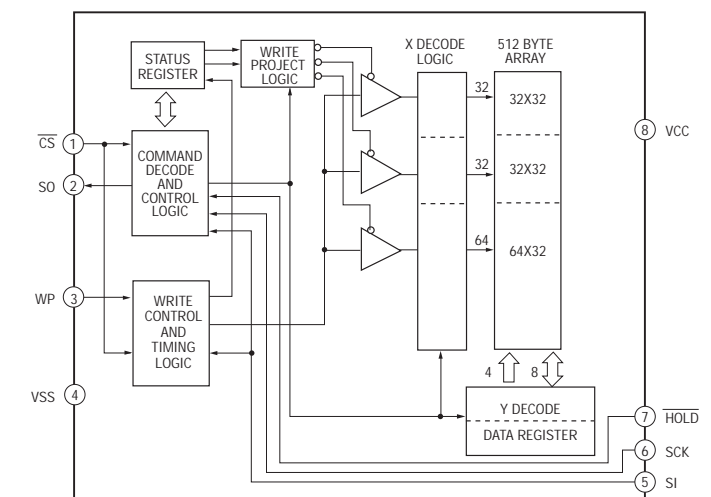 STATUS
REGISTER
WRITE
PROJECT
LOGIC
X DECODE
LOGIC
512 BYTE
ARRAY
32
32X32
32
32X32
64
64X32
CS
1
SO
2
COMMAND
DECODE
AND
CONTROL
LOGIC
8
VCC
WP
3
WRITE
CONTROL
AND
TIMING
LOGIC
VSS
4
4
8
Y DECODE
DATA REGISTER
7
HOLD
6
SCK
5
SI